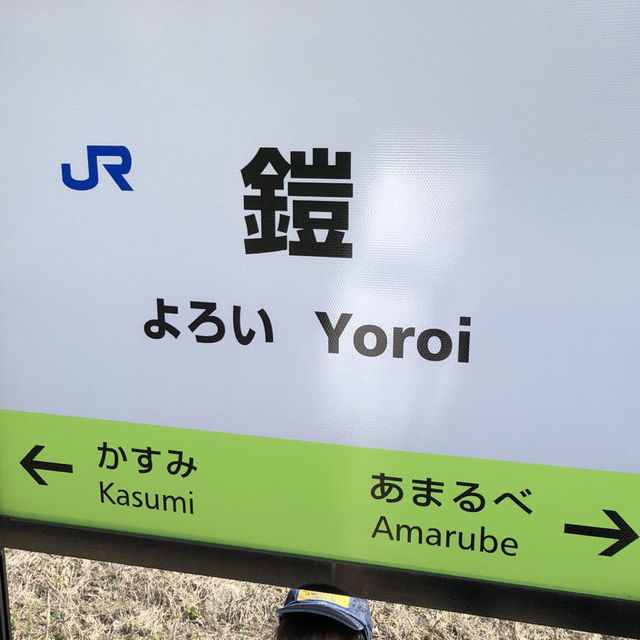 JR
鎧
よろい Yoroi
← かすみ
Kasumi
あまるべ →
Amarube